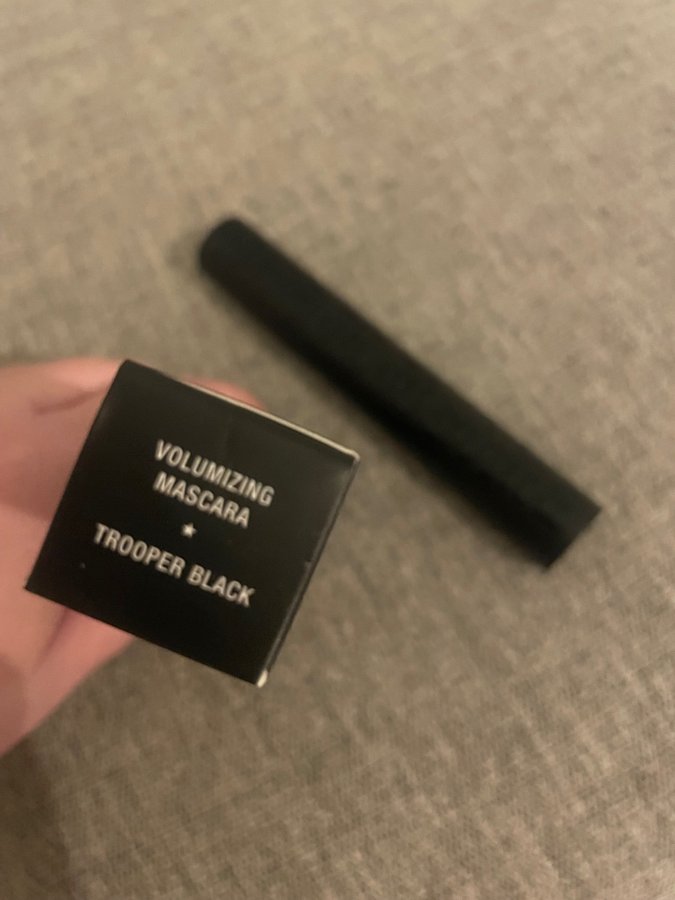 VOLUMIZING
MASCARA
★
TROOPER BLACK